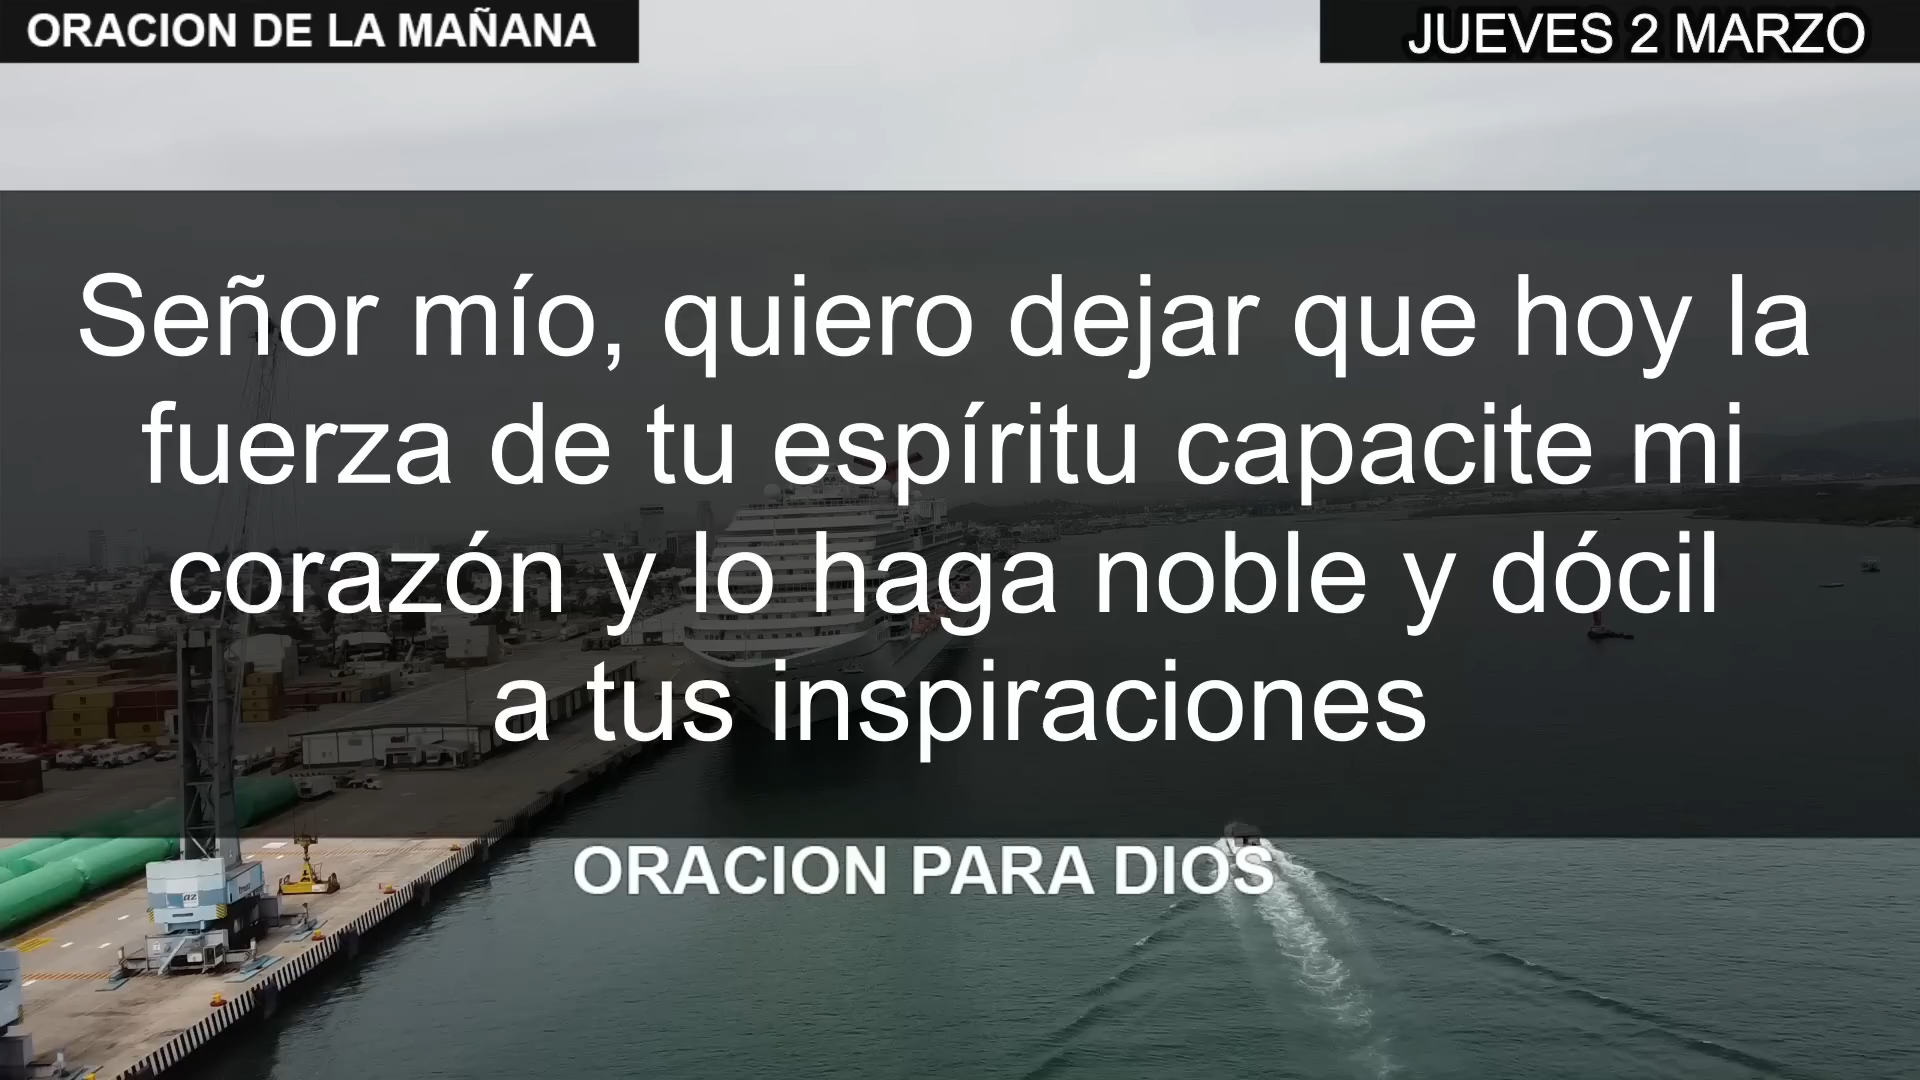 ORACION DE LA MAÑANA
JUEVES 2 MARZO
Señor mío, quiero dejar que hoy la
fuerza de tu espíritu capacite mi
corazón y lo haga noble y dócil
a tus inspiraciones
ORACION PARA DIOS
az